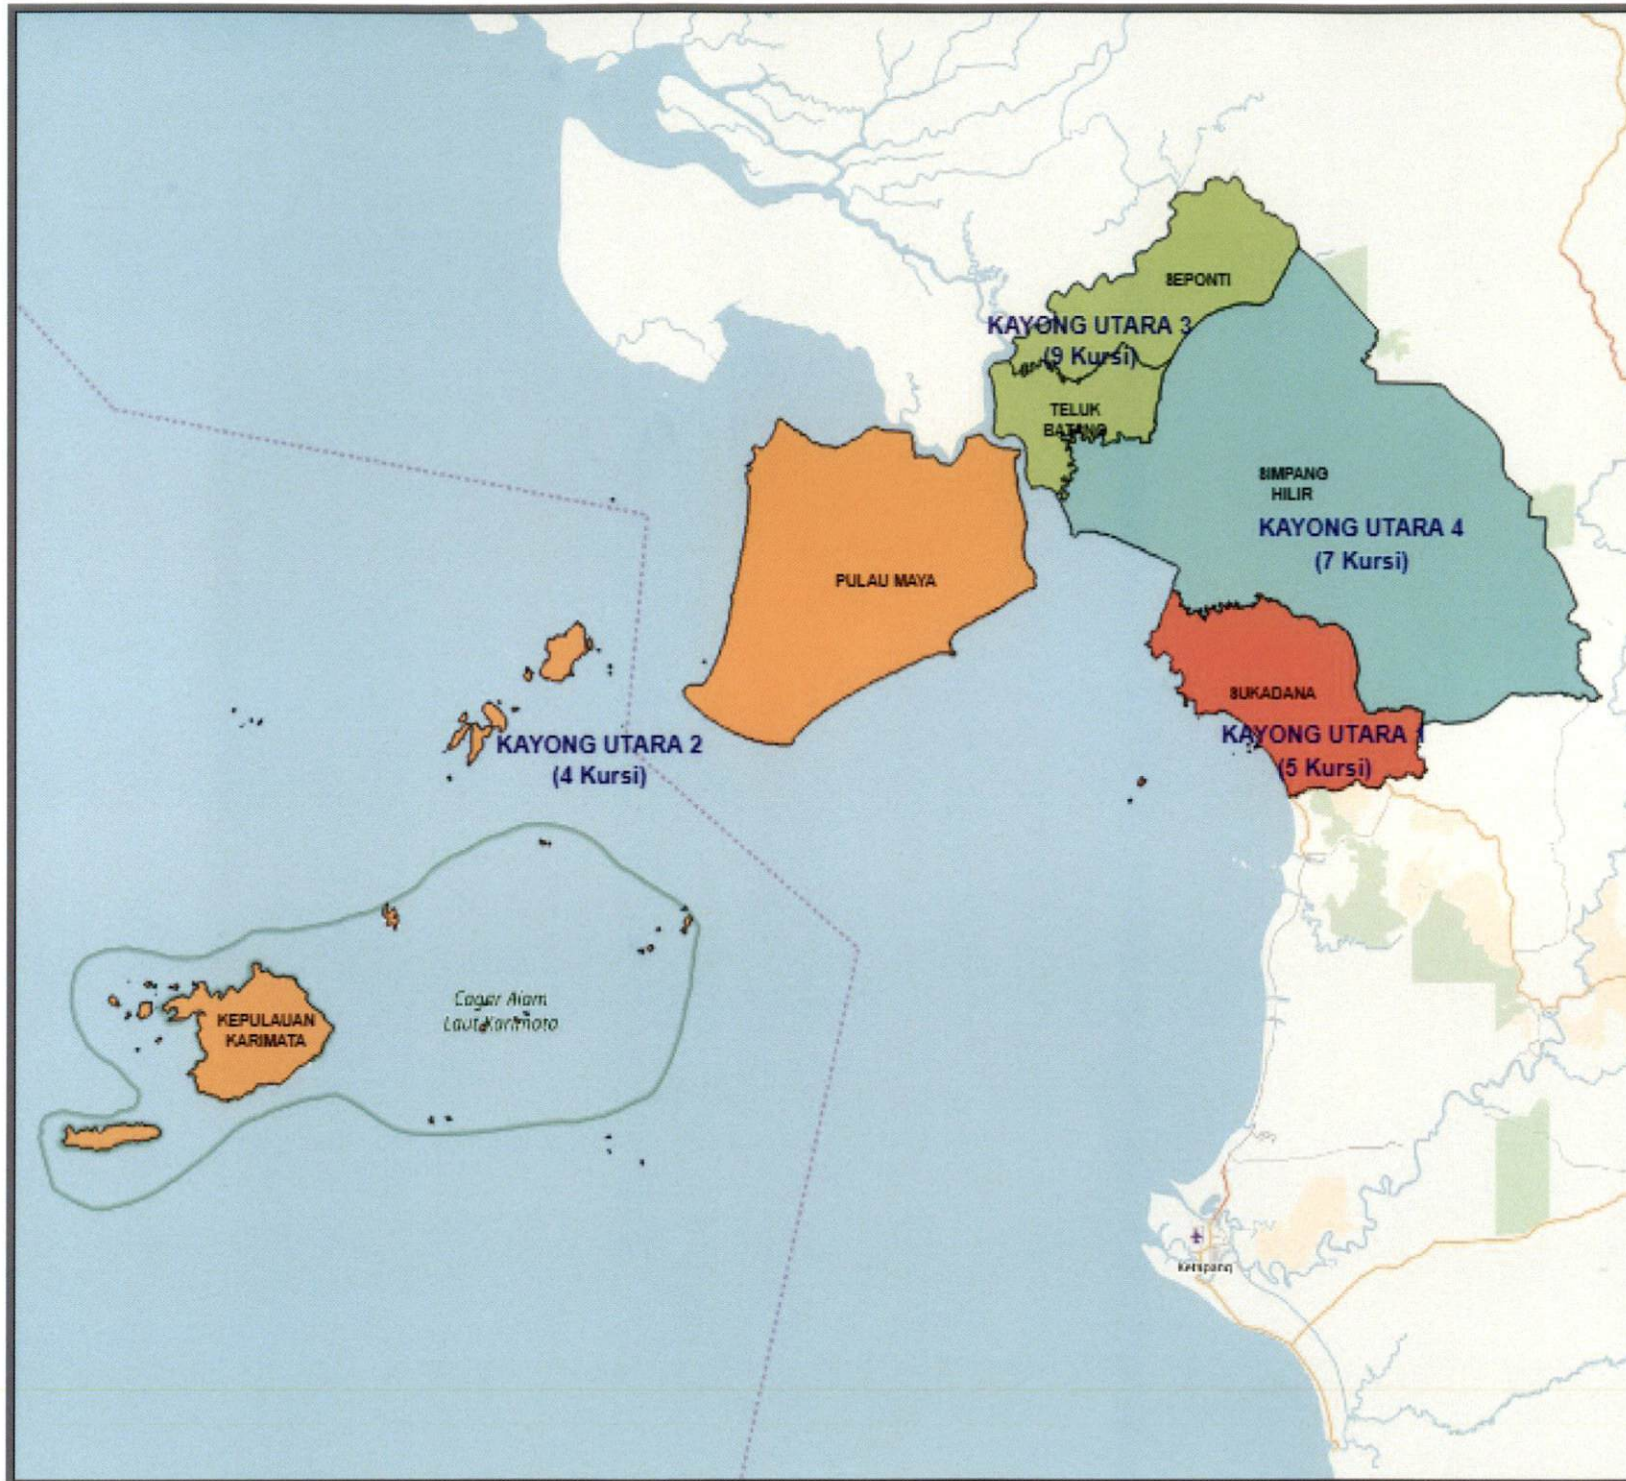 SEPONTI
KAYONG UTARA 3
(9 Kursi)
TELUK
BATANG
SIMPANG
HILIR
KAYONG UTARA 4
(7 Kursi)
PULAU MAYA
SUKADANA
KAYONG UTARA 1
(5 Kursi)
KAYONG UTARA 2
(4 Kursi)
Cagar Alam
Laut Karimata
KEPULAUAN
KARIMATA
Ketapang